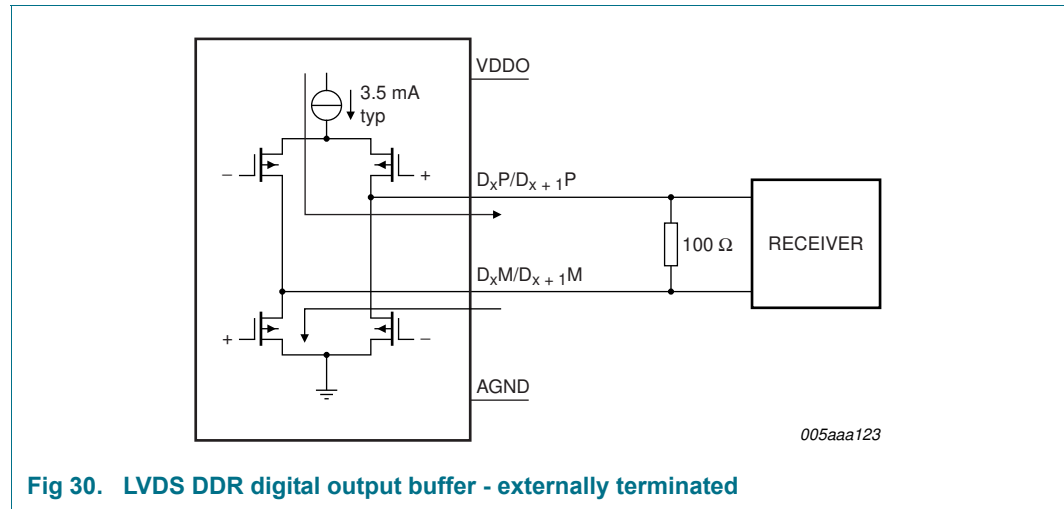 VDDO
3.5 mA
typ
–
+
DxP/Dx + 1P
100 Ω
RECEIVER
DxM/Dx + 1M
+
–
AGND
005aaa123
Fig 30. LVDS DDR digital output buffer - externally terminated